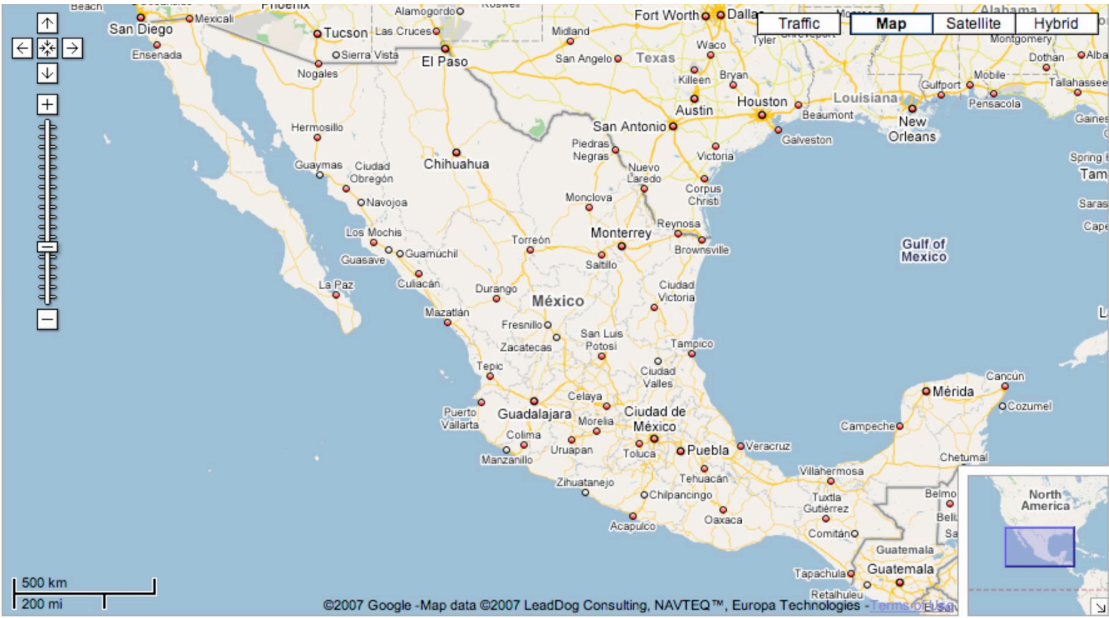 Beach
Phoenix
Alamogordo
Roswell
Fort Worth
Dallas
Traffic
Map
Satellite
Hybrid
Alabama
San Diego
Mexicali
Tucson
Las Cruces
Midland
Waco
Tyler
Shreveport
Montgomery
Ensenada
Sierra Vista
El Paso
San Angelo
Texas
Dothan
Nogales
Killeen
Bryan
Mobile
Tallahassee
Austin
Houston
Louisiana
Gulfport
Pensacola
Beaumont
New
Orleans
Hermosillo
San Antonio
Galveston
Piedras
Negras
Victoria
Chihuahua
Guaymas
Ciudad
Obregón
Nuevo
Laredo
Corpus
Christi
Navojoa
Monclova
Los Mochis
Torreón
Monterrey
Reynosa
Brownsville
Gulf of
Mexico
Guasave
Guamuchil
Saltillo
Culiacán
La Paz
Durango
México
Ciudad
Victoria
Mazatlán
Fresnillo
Zacatecas
San Luis
Potosí
Tampico
Tepic
Ciudad
Valles
Cancún
Mérida
Cozumel
Puerto
Vallarta
Guadalajara
Celaya
Morelia
Ciudad de
México
Campeche
Colima
Uruapan
Toluca
Puebla
Veracruz
Manzanillo
Chetumal
Zihuatanejo
Tehuacán
Villahermosa
Chilpancingo
Tuxtla
Gutiérrez
Belmo
North
America
Acapulco
Oaxaca
Comitán
Guatemala
Tapachula
Guatemala
Retalhuleu
500 km
200 mi
©2007 Google -Map data ©2007 LeadDog Consulting, NAVTEQ™, Europa Technologies - Terms of Use